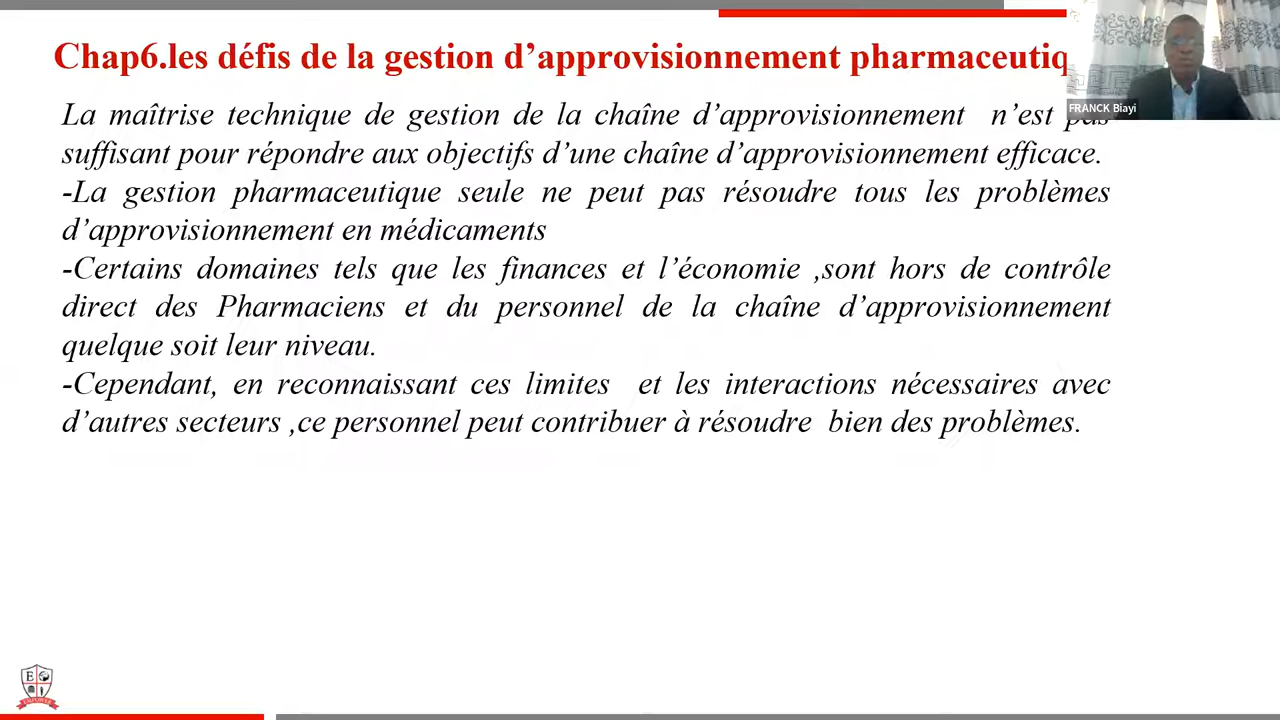 Chap6.les défis de la gestion d’approvisionnement pharmaceutiq
FRANCK Biayi
La maîtrise technique de gestion de la chaîne d’approvisionnement n’est pas
suffisant pour répondre aux objectifs d’une chaîne d’approvisionnement efficace.
-La gestion pharmaceutique seule ne peut pas résoudre tous les problèmes
d’approvisionnement en médicaments
-Certains domaines tels que les finances et l’économie ,sont hors de contrôle
direct des Pharmaciens et du personnel de la chaîne d’approvisionnement
quelque soit leur niveau.
-Cependant, en reconnaissant ces limites et les interactions nécessaires avec
d’autres secteurs ,ce personnel peut contribuer à résoudre bien des problèmes.
E